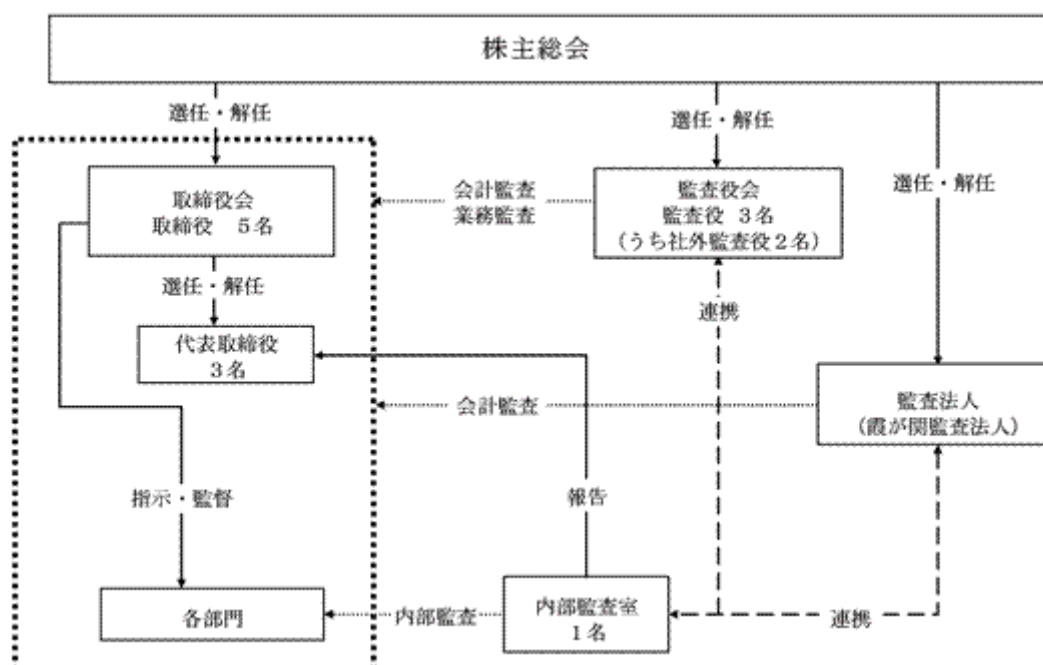 株主総会
選任・解任
選任・解任
選任・解任
取締役会
取締役 5名
会計監査
業務監査
監査役会
監査役 3名
(うち社外監査役2名)
選任・解任
連携
代表取締役
3名
会計監査
監査法人
(霞が関監査法人)
指示・監督
報告
各部門
内部監査
内部監査室
1名
連携